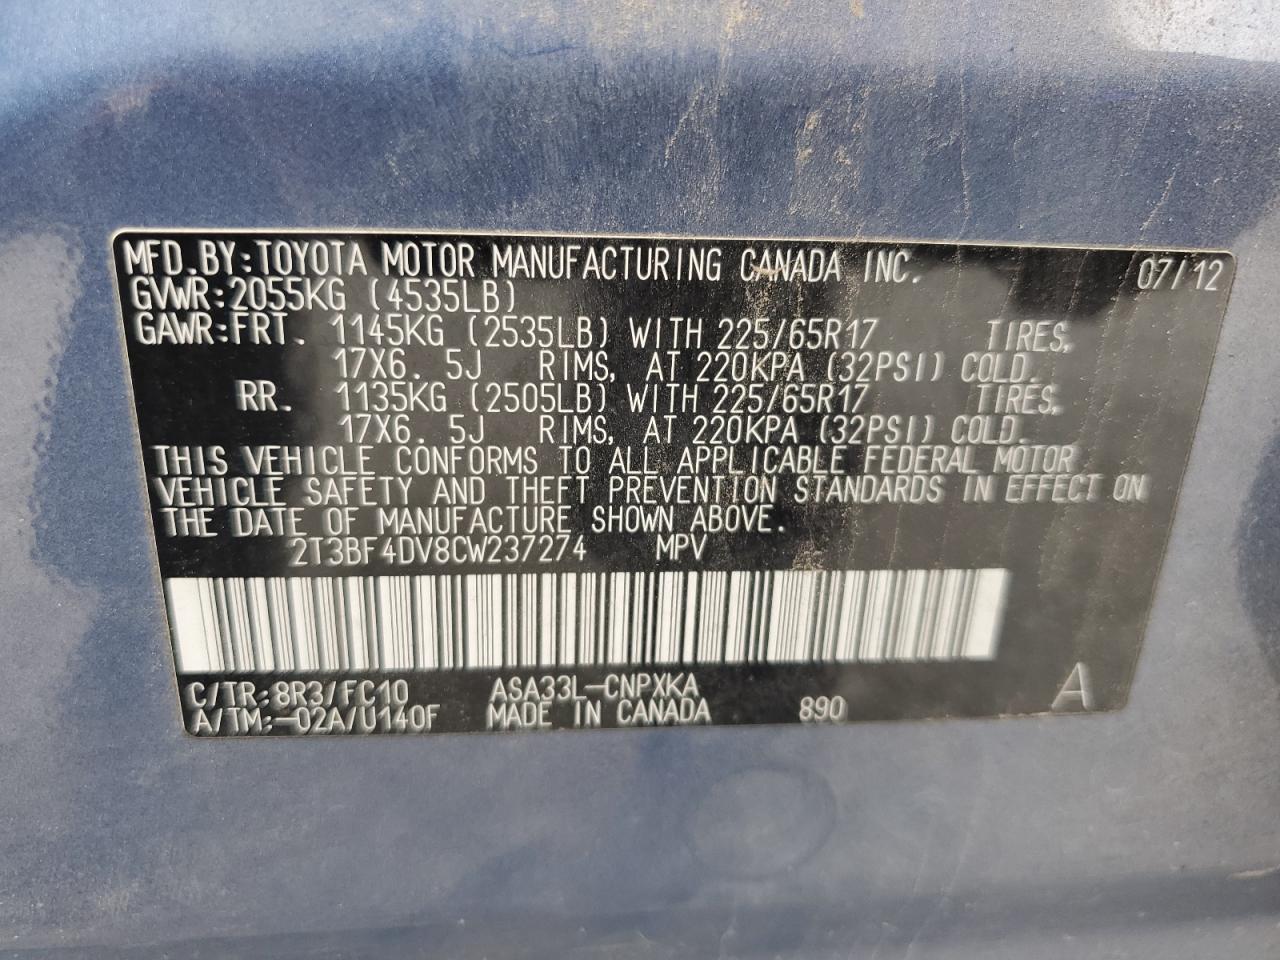 MFD.BY:TOYOTA MOTOR MANUFACTURING CANADA INC. 07/12
GVWR:2055KG (4535LB)
GAWR:FRT. 1145KG (2535LB) WITH 225/65R17 TIRES,
17X6. 5J RIMS, AT 220KPA (32PSI) COLD.
RR. 1135KG (2505LB) WITH 225/65R17 TIRES,
17X6. 5J RIMS, AT 220KPA (32PSI) COLD.
THIS VEHICLE CONFORMS TO ALL APPLICABLE FEDERAL MOTOR
VEHICLE SAFETY AND THEFT PREVENTION STANDARDS IN EFFECT ON
THE DATE OF MANUFACTURE SHOWN ABOVE.
2T3BF4DV8CW237274 MPV
C/TR:8R3/FC10 ASA33L-CNPXKA A
A/TM:-02A/U140F MADE IN CANADA 890